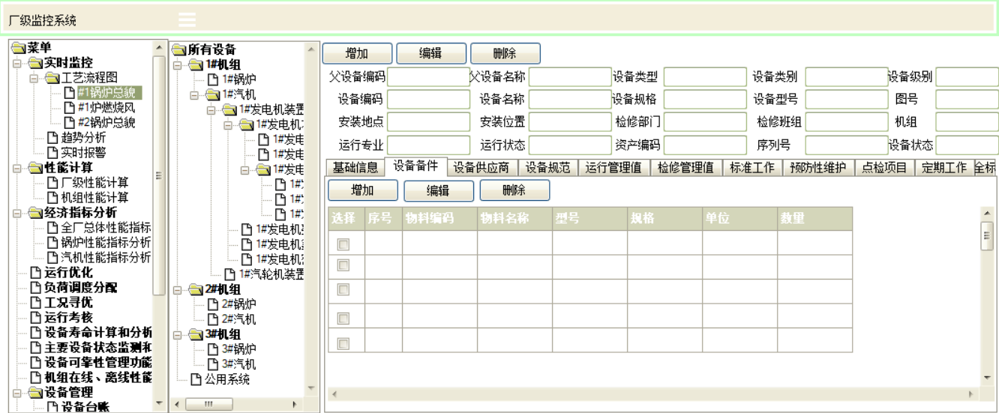 厂级监控系统
菜单
实时监控
工艺流程图
#1锅炉总貌
#1炉燃烧风
#2锅炉总貌
趋势分析
实时报警
性能计算
厂级性能计算
机组性能计算
经济指标分析
全厂总体性能指标
锅炉性能指标分析
汽机性能指标分析
运行优化
负荷调度分配
工况寻优
运行考核
设备寿命计算和分析
主要设备状态监测和
设备可靠性管理功能
机组在线、离线性能
设备管理
设备台账
所有设备
1#机组
1#锅炉
1#汽机
1#发电机装置
1#发电机
1#发电
1#发电
1#发电
1#
1#
1#
1#发电机
1#发电机
1#发电机
1#汽轮机装置
2#机组
2#锅炉
2#汽机
3#机组
3#锅炉
3#汽机
公用系统
增加 编辑 删除
父设备编码 父设备名称 设备类型 设备类别 设备级别
设备编码 设备名称 设备规格 设备型号 图号
安装地点 安装位置 检修部门 检修班组 机组
运行专业 运行状态 资产编码 序列号 设备状态
基础信息 设备备件 设备供应商 设备规范 运行管理值 检修管理值 标准工作 预防性维护 点检项目 定期工作 全标
增加 编辑 删除
选择 序号 物料编码 物料名称 型号 规格 单位 数量